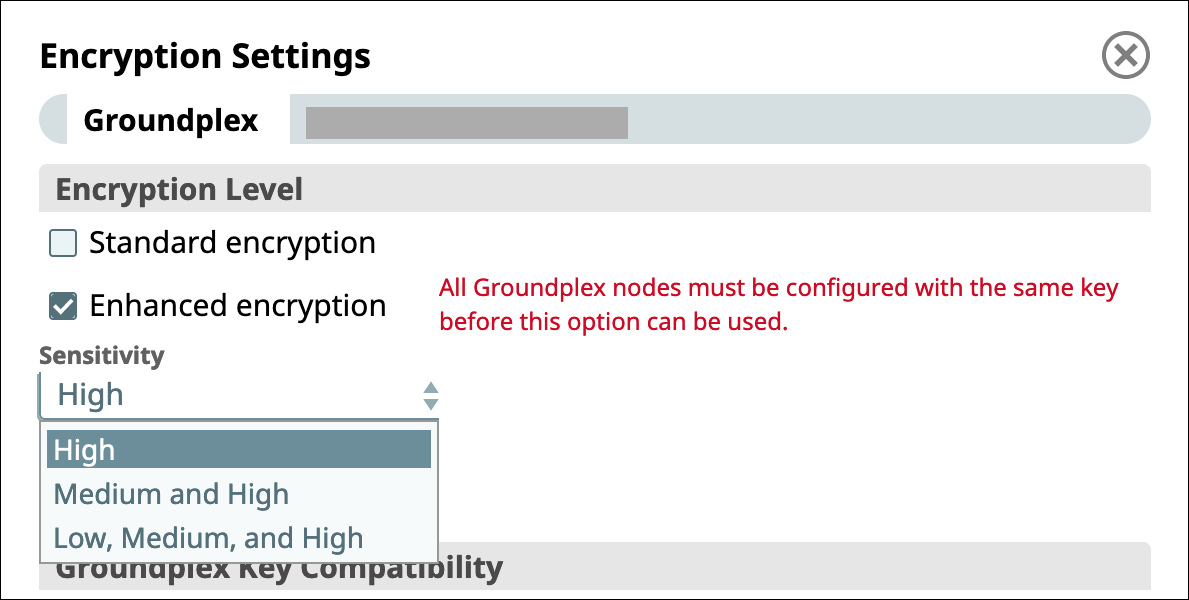 Encryption Settings
Groundplex
Encryption Level
Standard encryption
Enhanced encryption
All Groundplex nodes must be configured with the same key
before this option can be used.
Sensitivity
High
High
Medium and High
Low, Medium, and High
Groundplex Key Compatibility